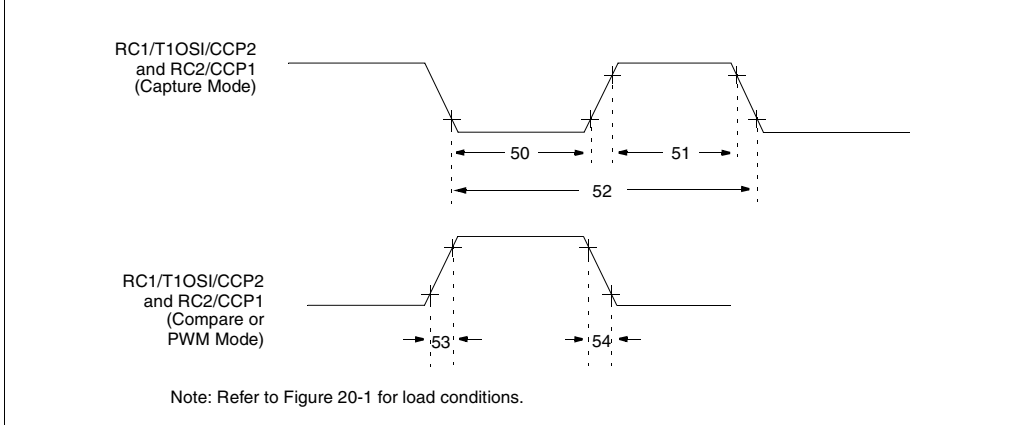 RC1/T1OSI/CCP2
and RC2/CCP1
(Capture Mode)
50
51
52
RC1/T1OSI/CCP2
and RC2/CCP1
(Compare or
PWM Mode)
53
54
Note: Refer to Figure 20-1 for load conditions.